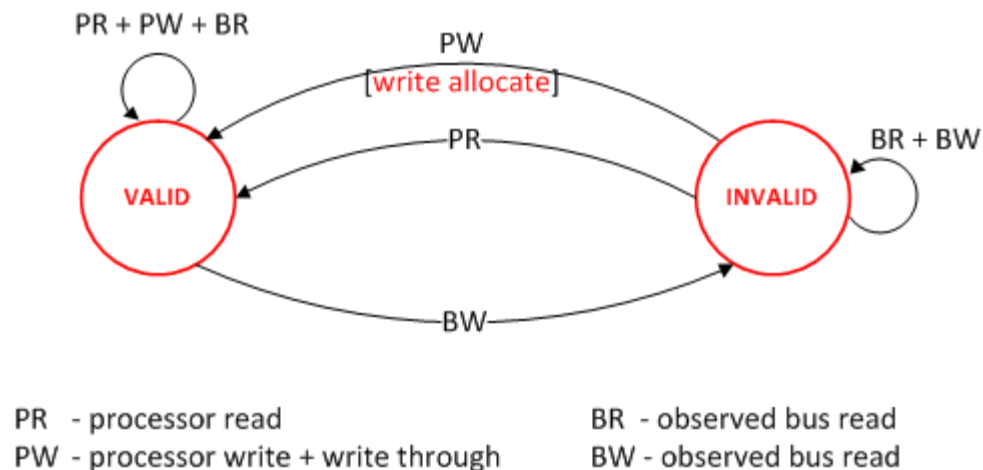 PR + PW + BR
PW
[write allocate]
PR
BR + BW
VALID
INVALID
BW
PR - processor read
BR - observed bus read
PW - processor write + write through
BW - observed bus read